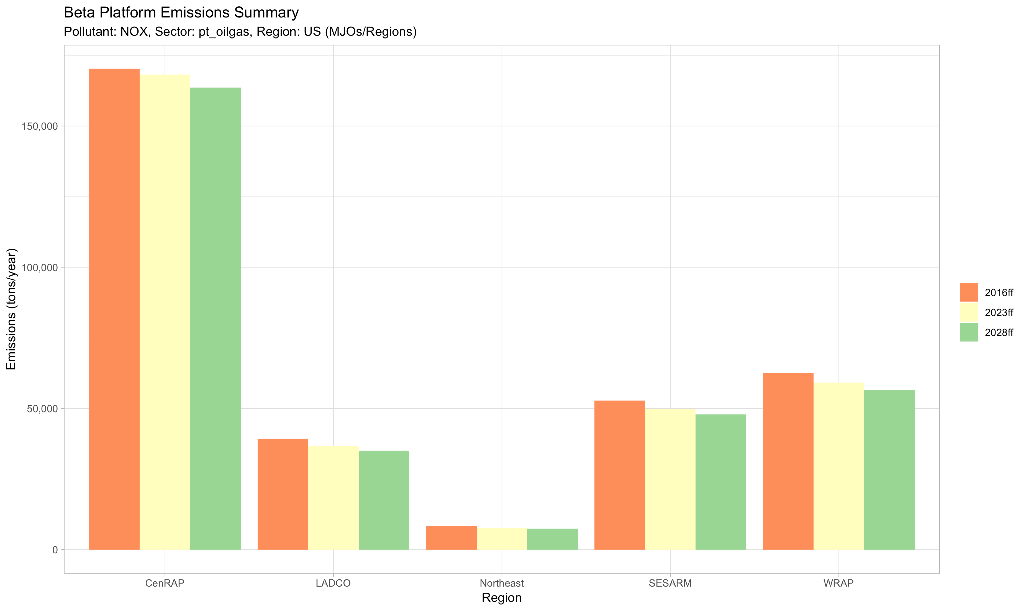 Beta Platform Emissions Summary
Pollutant: NOX, Sector: pt_oilgas, Region: US (MJOs/Regions)
Emissions (tons/year)
150,000
100,000
50,000
0
CenRAP
LADCO
Northeast
SESARM
WRAP
Region
2016ff
2023ff
2028ff